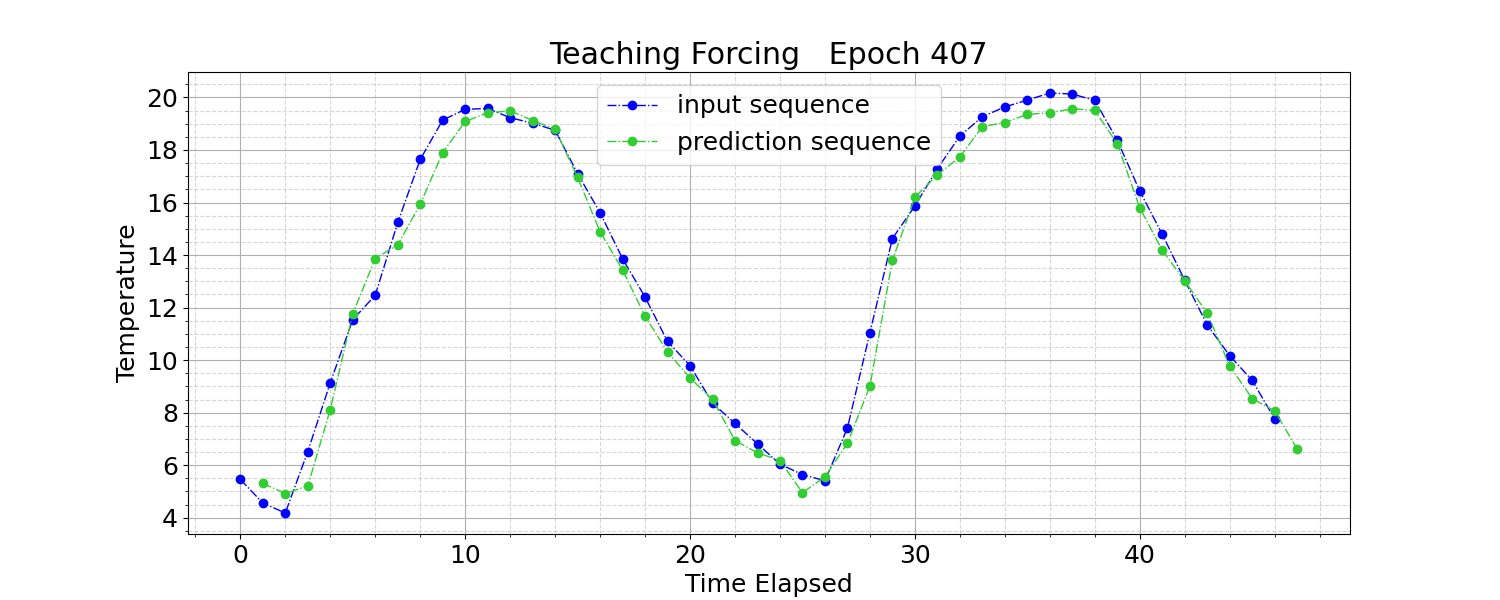 Teaching Forcing   Epoch 407
input sequence
prediction sequence
Temperature
20
18
16
14
12
10
8
6
4
0 10 20 30 40
Time Elapsed